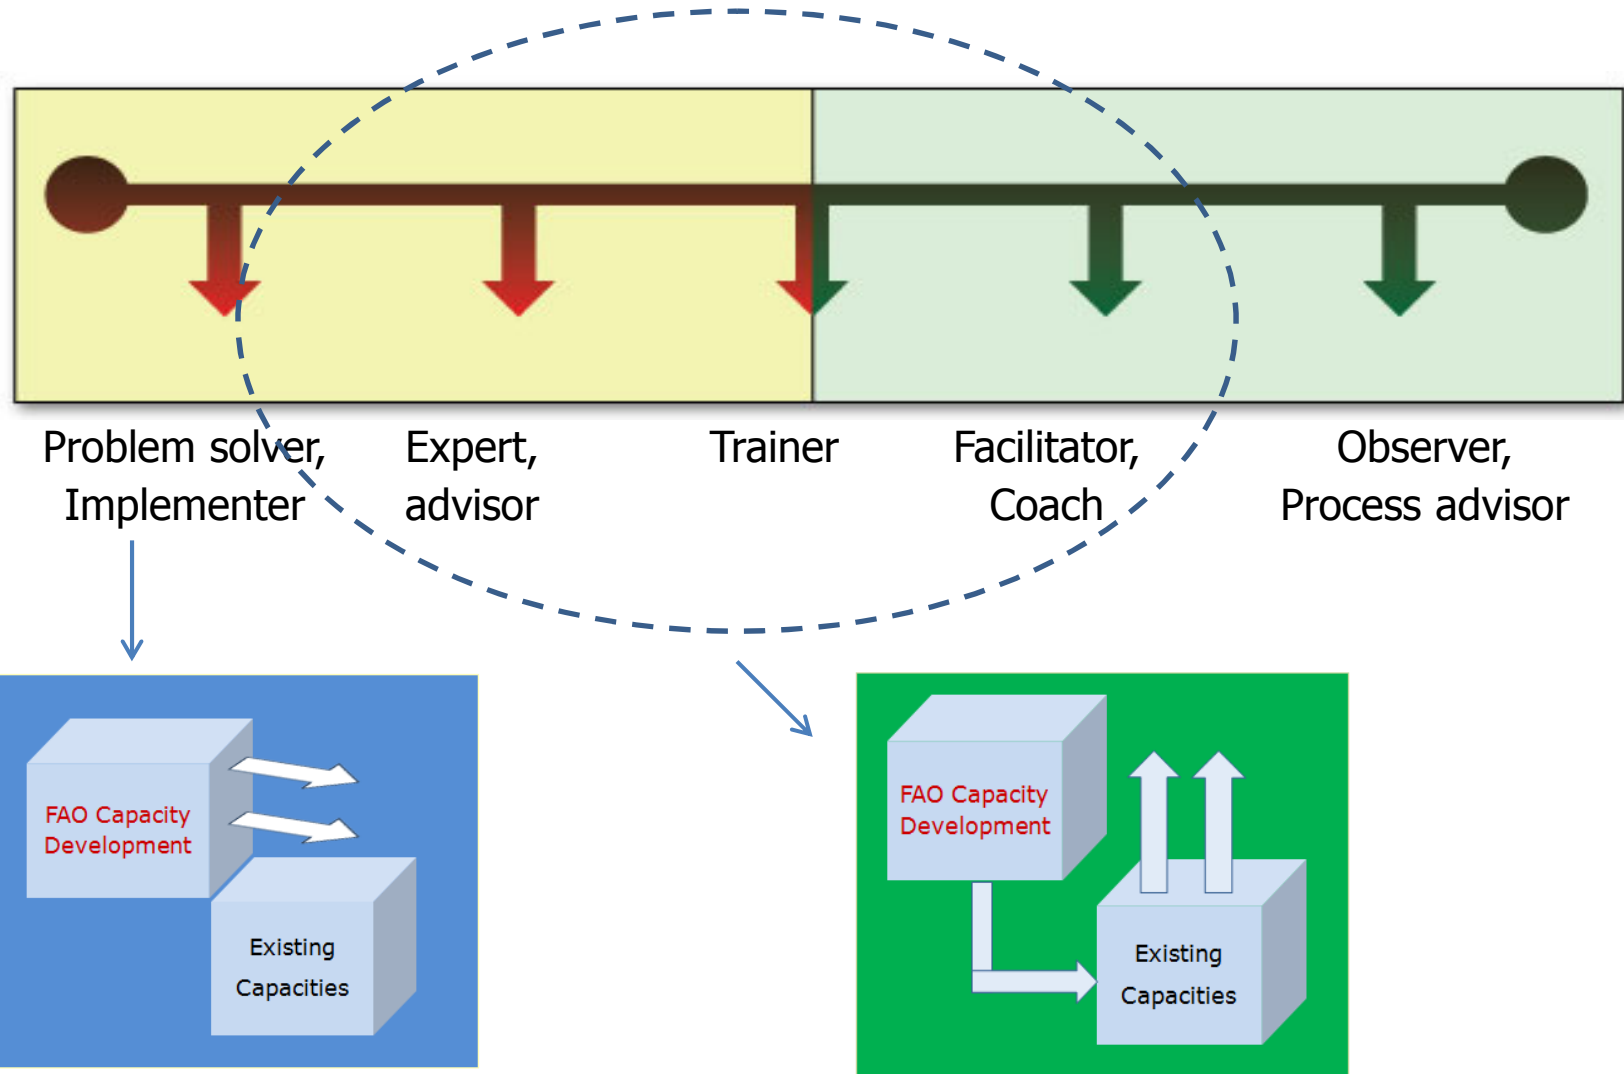 Problem solver,
Implementer
Expert,
advisor
Trainer
Facilitator,
Coach
Observer,
Process advisor
FAO Capacity
Development
Existing
Capacities
FAO Capacity
Development
Existing
Capacities